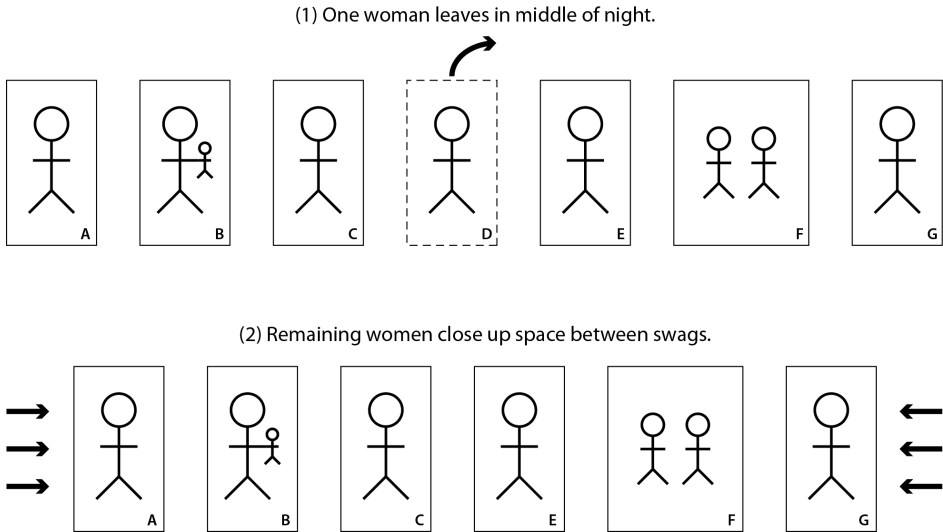 (1) One woman leaves in middle of night.
A B C D E F G
(2) Remaining women close up space between swags.
A B C E F G